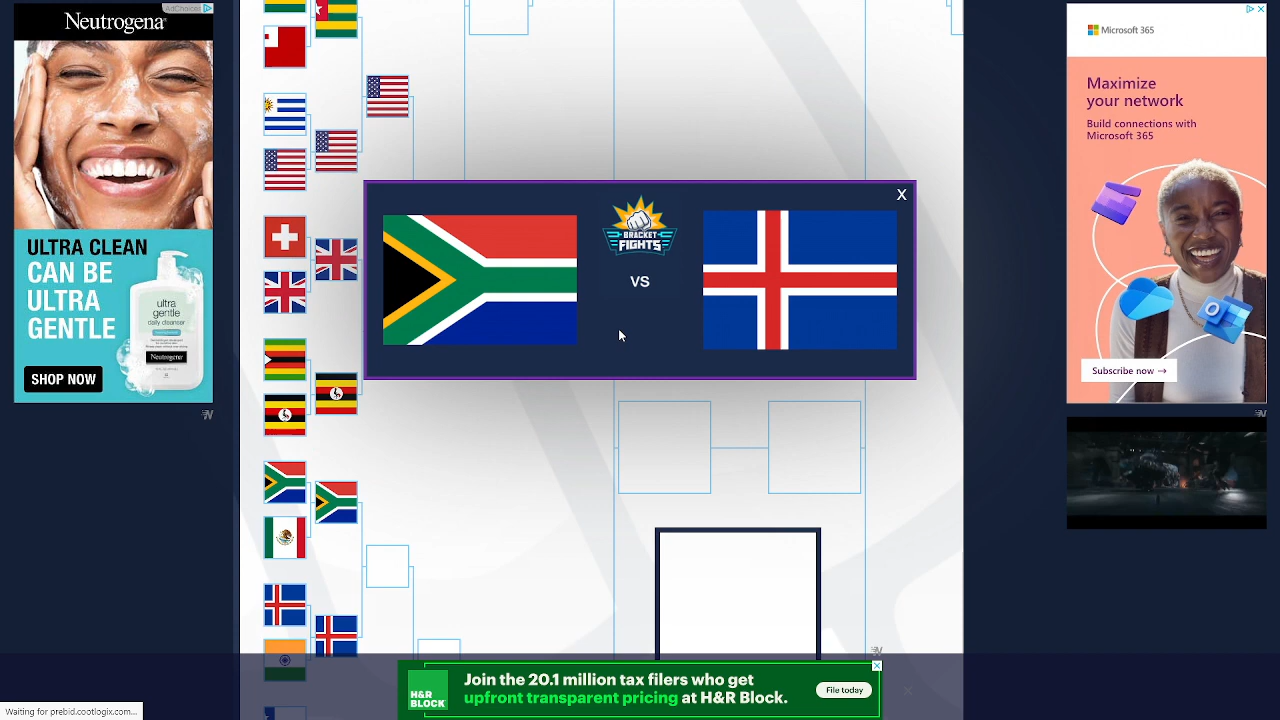 AdChoices
Neutrogena®
ULTRA CLEAN
CAN BE
ULTRA
GENTLE
ultra
gentle
daily cleanser
Neutrogena
SHOP NOW
X
BRACKET
FIGHTS
VS
Microsoft 365
Maximize
your network
Build connections with
Microsoft 365
Subscribe now →
H&R
BLOCK
Join the 20.1 million tax filers who get
upfront transparent pricing at H&R Block.
File today
Waiting for prebid.cootlogix.com...